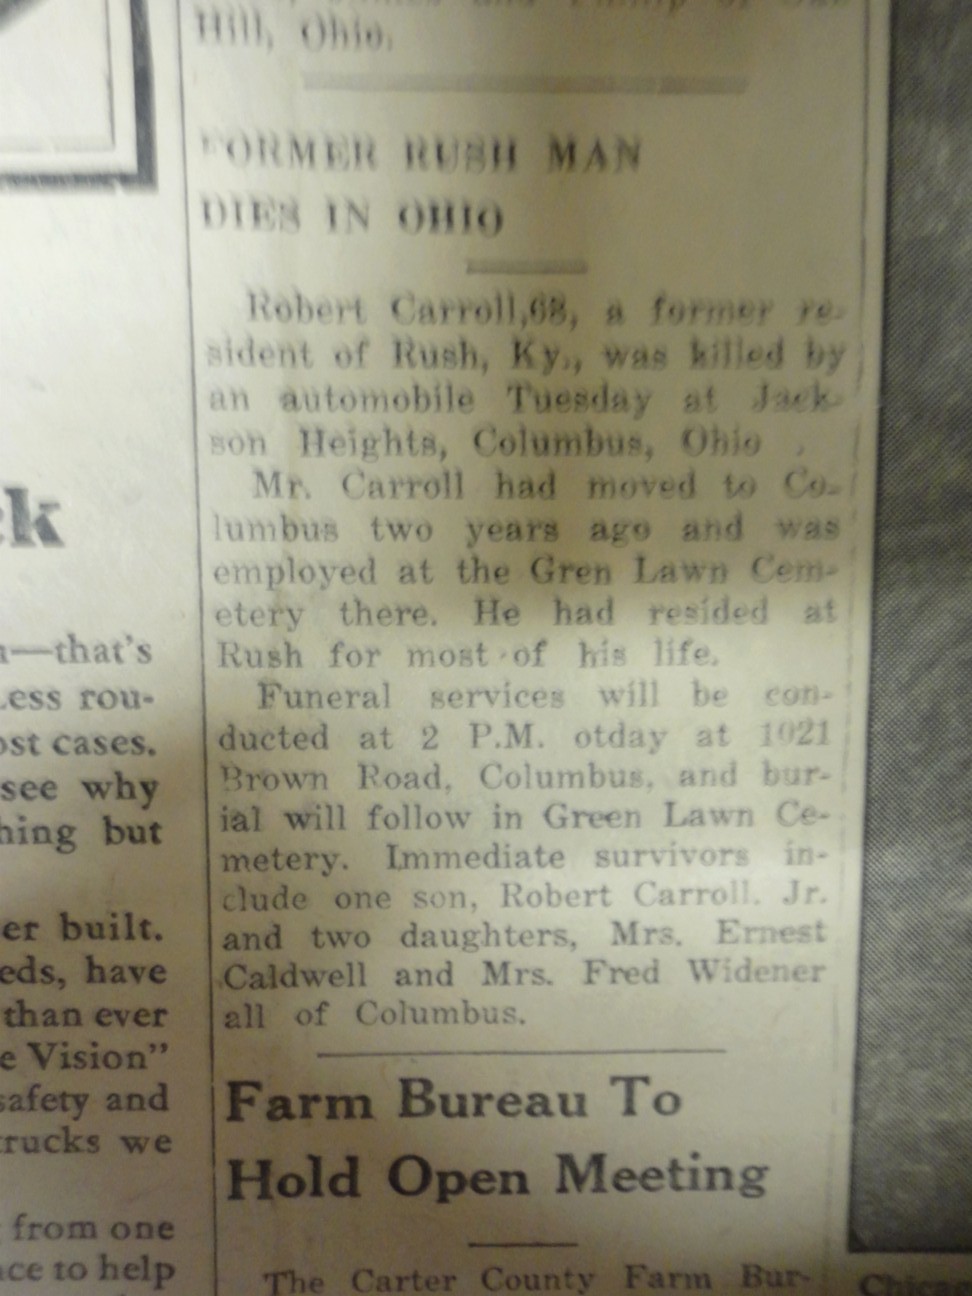 Hill, Ohio.
FORMER RUSH MAN
DIES IN OHIO
Robert Carroll,68, a former re-
sident of Rush, Ky., was killed by
an automobile Tuesday at Jack-
son Heights, Columbus, Ohio .
Mr. Carroll had moved to Co-
lumbus two years ago and was
employed at the Gren Lawn Cem-
etery there. He had resided at
Rush for most of his life.
Funeral services will be con-
ducted at 2 P.M. otday at 1021
Brown Road, Columbus, and bur-
ial will follow in Green Lawn Ce-
metery. Immediate survivors in-
clude one son, Robert Carroll. Jr.
and two daughters, Mrs. Ernest
Caldwell and Mrs. Fred Widener
all of Columbus.
Farm Bureau To
Hold Open Meeting
The Carter County Farm Bur-
ck
—that's
Less rou-
ost cases.
see why
hing but
er built.
eds, have
than ever
e Vision"
safety and
trucks we
from one
nce to help
Chicag